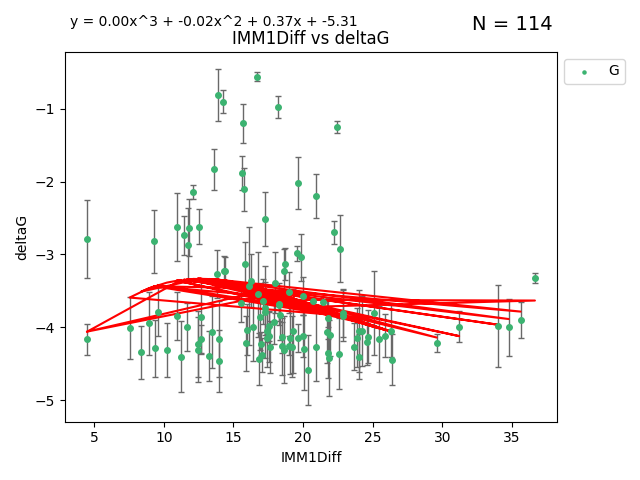 y = 0.00x^3 + -0.02x^2 + 0.37x + -5.31
N = 114
IMM1Diff vs deltaG
G
−1
−2
−3
−4
−5
deltaG
5 10 15 20 25 30 35
IMM1Diff